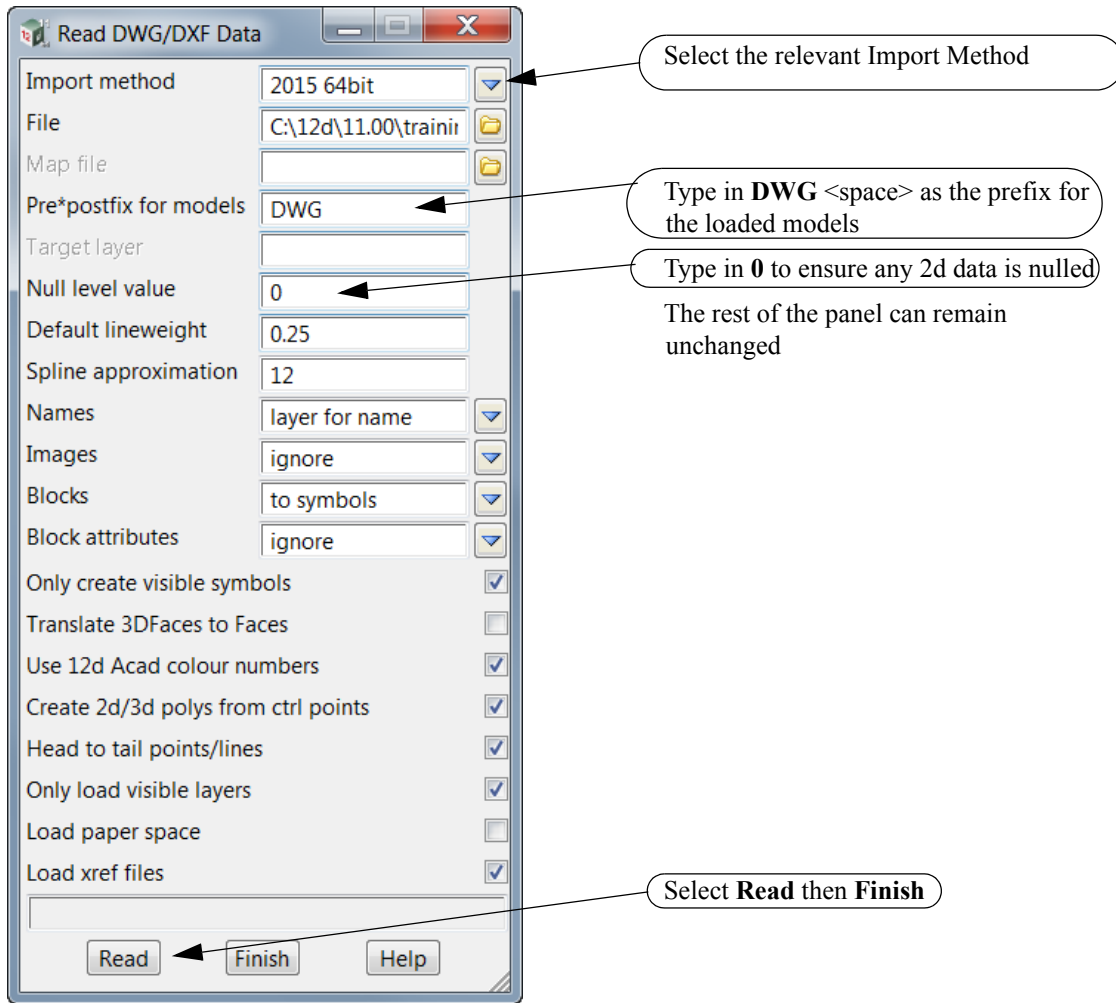 Read DWG/DXF Data
Import method
2015 64bit
File
C:\12d\11.00\trainir
Map file
Pre*postfix for models
DWG
Target layer
Null level value
0
Default lineweight
0.25
Spline approximation
12
Names
layer for name
Images
ignore
Blocks
to symbols
Block attributes
ignore
Only create visible symbols
Translate 3DFaces to Faces
Use 12d Acad colour numbers
Create 2d/3d polys from ctrl points
Head to tail points/lines
Only load visible layers
Load paper space
Load xref files
Read
Finish
Help
Select the relevant Import Method
Type in DWG <space> as the prefix for
the loaded models
Type in 0 to ensure any 2d data is nulled
The rest of the panel can remain
unchanged
Select Read then Finish